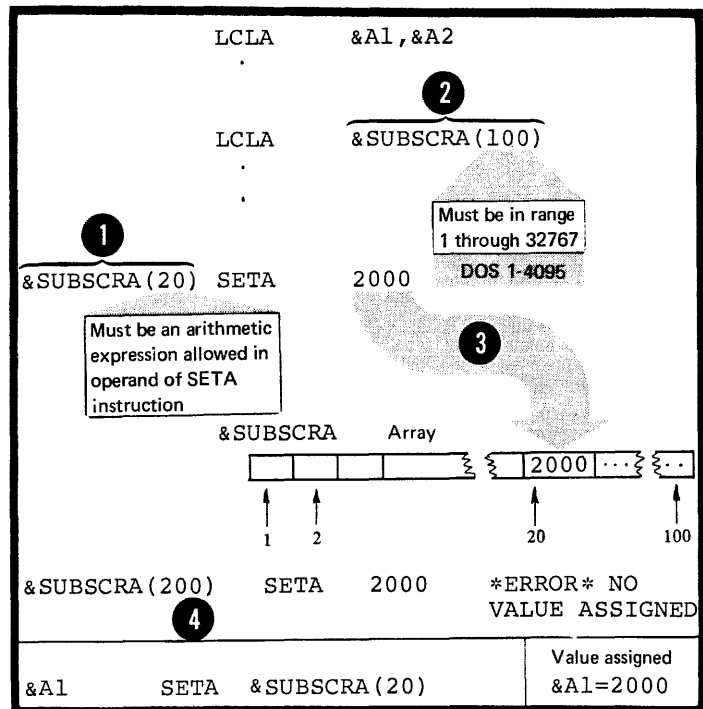 LCLA &A1,&A2
.
2
LCLA &SUBSCRA(100)
.
.
Must be in range
1 through 32767
DOS 1-4095
1
&SUBSCRA(20) SETA 2000
Must be an arithmetic
expression allowed in
operand of SETA
instruction
3
&SUBSCRA Array
2000 ... ..
1 2 20 100
&SUBSCRA(200) SETA 2000 *ERROR* NO
VALUE ASSIGNED
4
Value assigned
&A1 SETA &SUBSCRA(20) &A1=2000